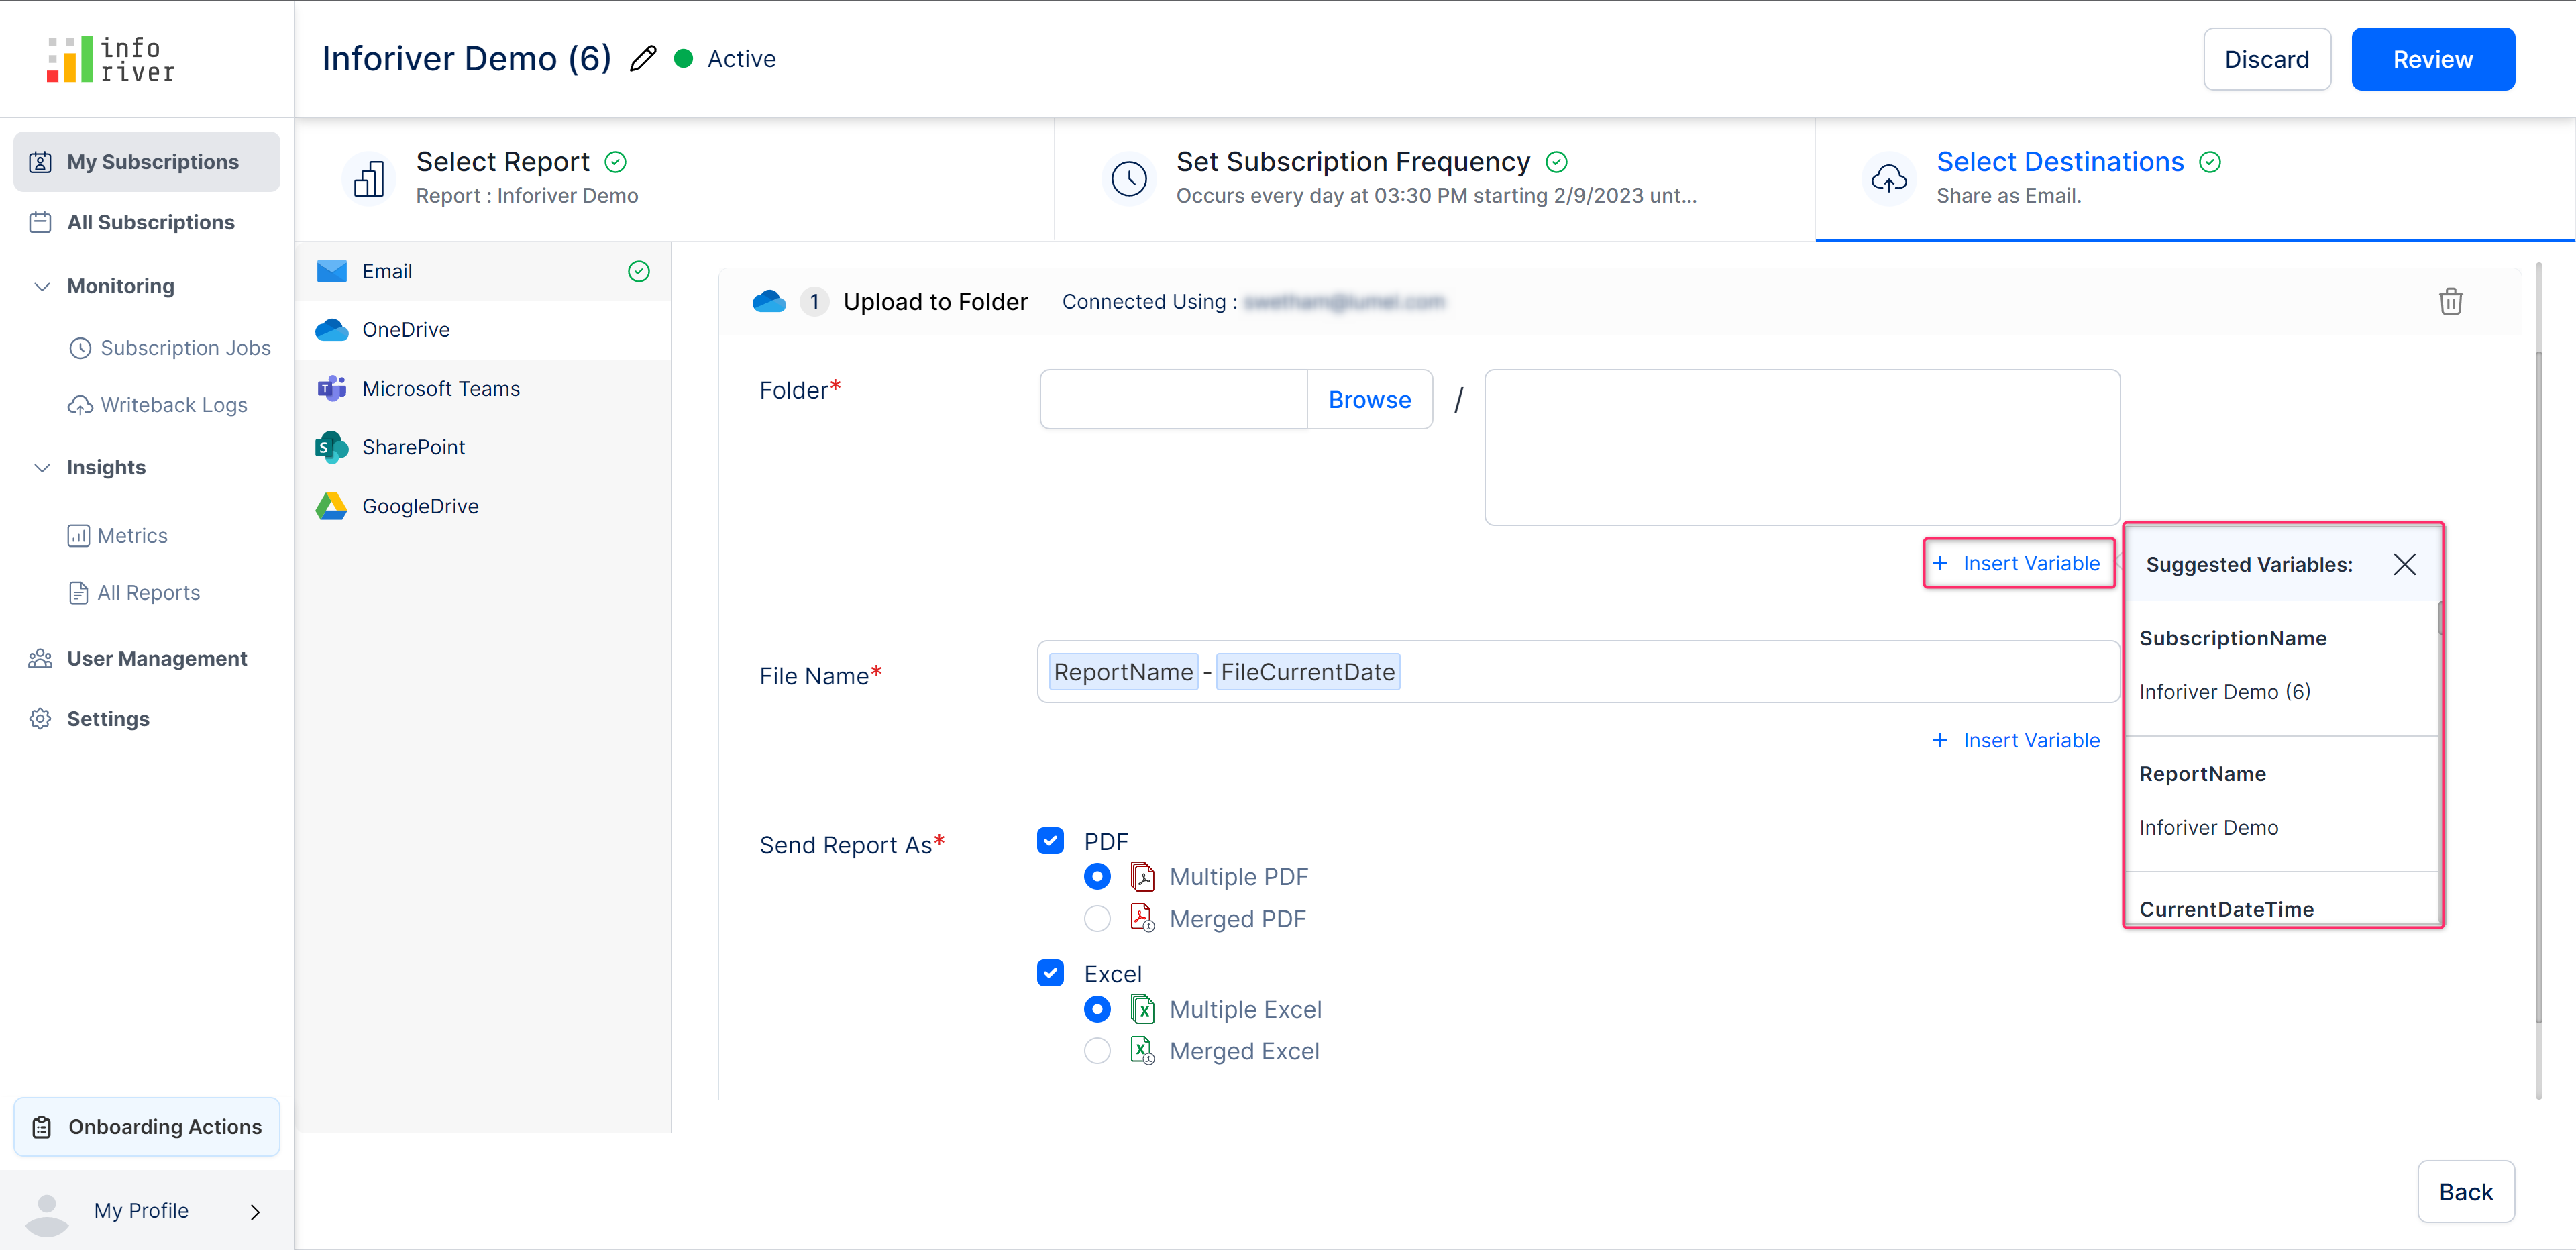 info
river
Inforiver Demo (6)
Active
Discard
Review
My Subscriptions
All Subscriptions
Monitoring
Subscription Jobs
Writeback Logs
Insights
Metrics
All Reports
User Management
Settings
Onboarding Actions
My Profile
Select Report
Report : Inforiver Demo
Set Subscription Frequency
Occurs every day at 03:30 PM starting 2/9/2023 unt...
Select Destinations
Share as Email.
Email
OneDrive
Microsoft Teams
SharePoint
GoogleDrive
1 Upload to Folder Connected Using :
Folder*
Browse /
+ Insert Variable
File Name*
ReportName - FileCurrentDate
+ Insert Variable
Send Report As*
PDF
Multiple PDF
Merged PDF
Excel
Multiple Excel
Merged Excel
Suggested Variables:
SubscriptionName
Inforiver Demo (6)
ReportName
Inforiver Demo
CurrentDateTime
Back